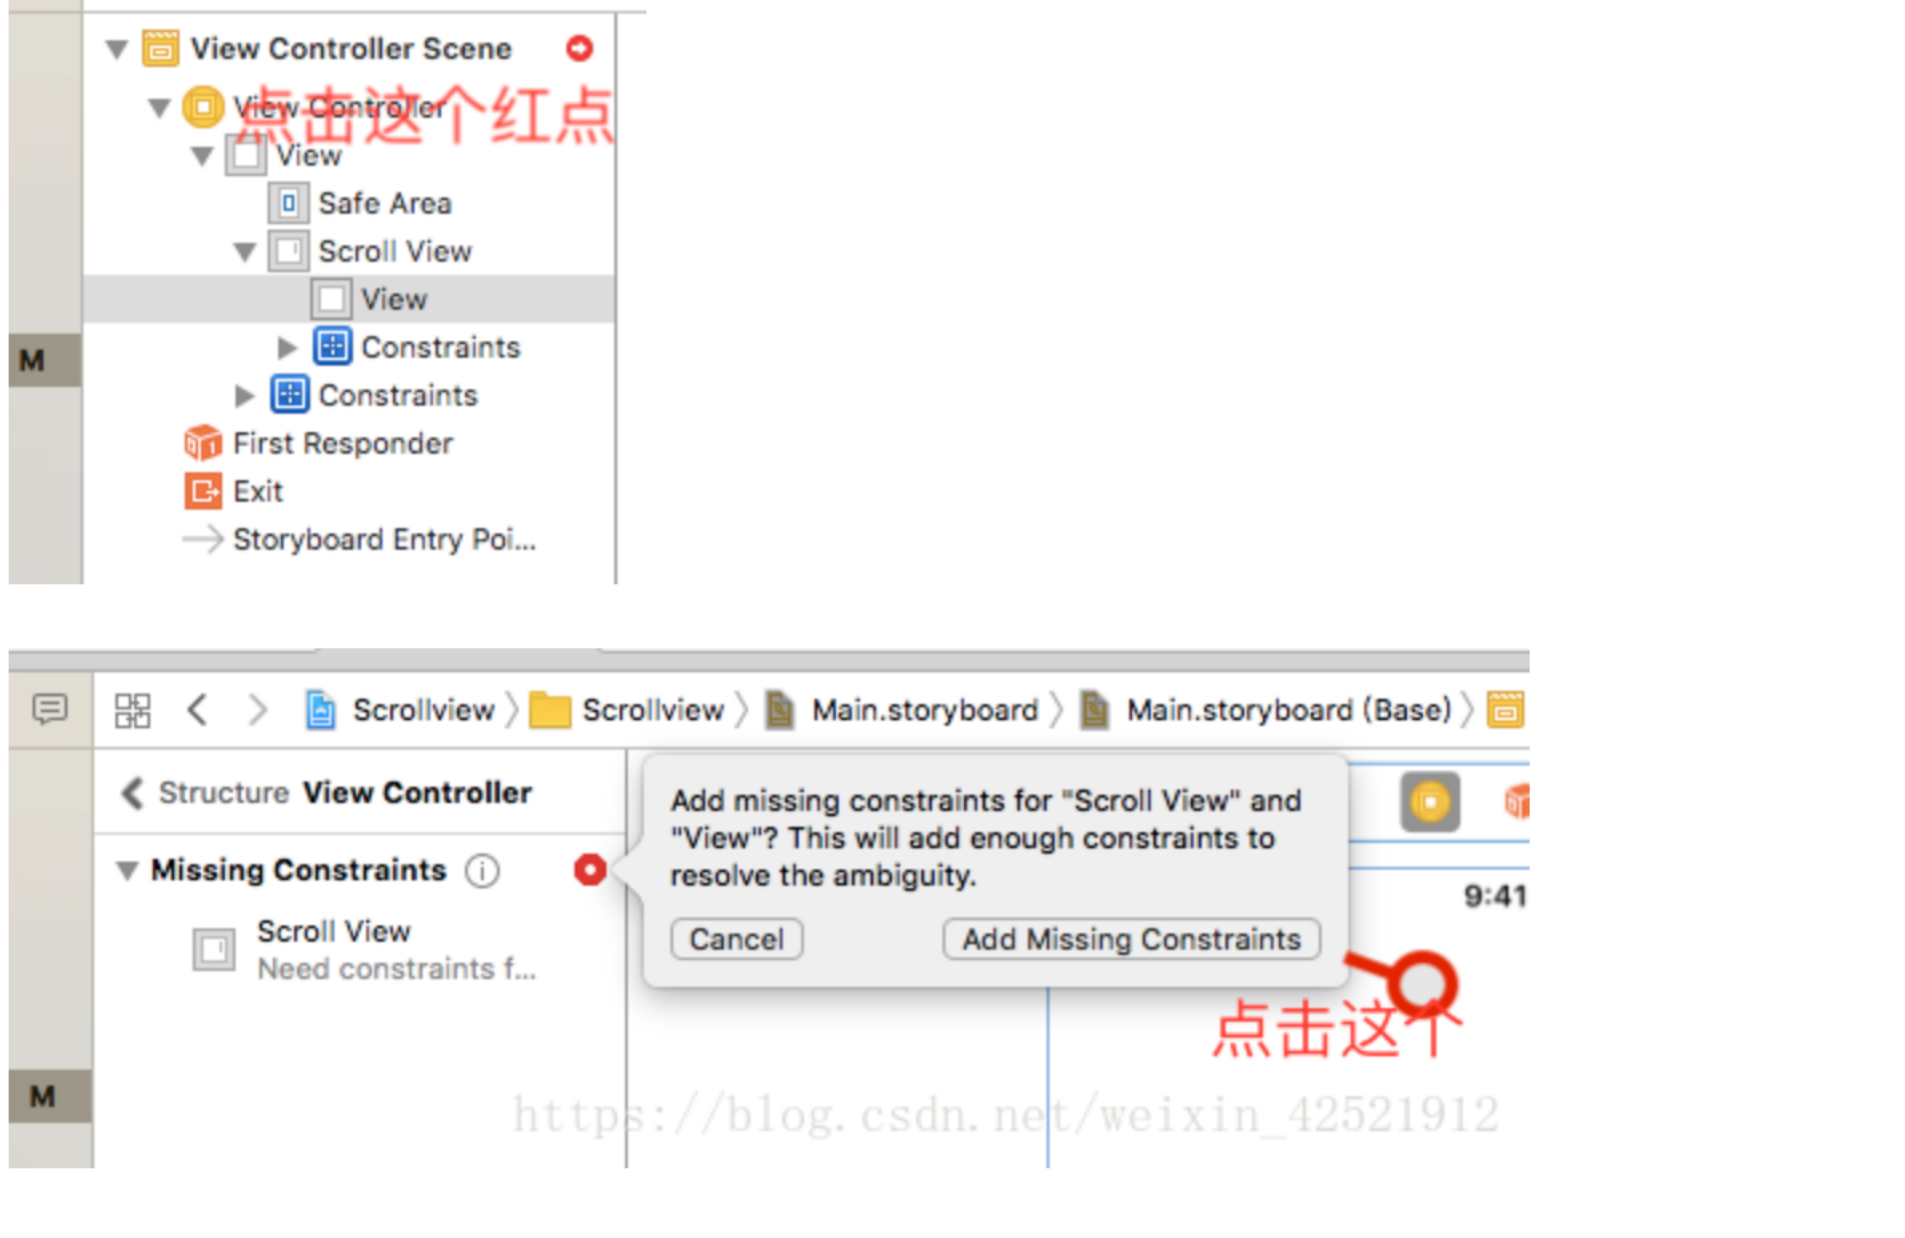 View Controller Scene
View Controller
点击这个红点
View
Safe Area
Scroll View
View
Constraints
M
Constraints
First Responder
Exit
Storyboard Entry Poi...
Scrollview
Scrollview
Main.storyboard
Main.storyboard (Base)
Structure View Controller
Add missing constraints for "Scroll View" and
"View"? This will add enough constraints to
resolve the ambiguity.
Missing Constraints
Scroll View
Need constraints f...
Cancel
Add Missing Constraints
9:41
点击这个
M
https://blog.csdn.net/weixin_42521912